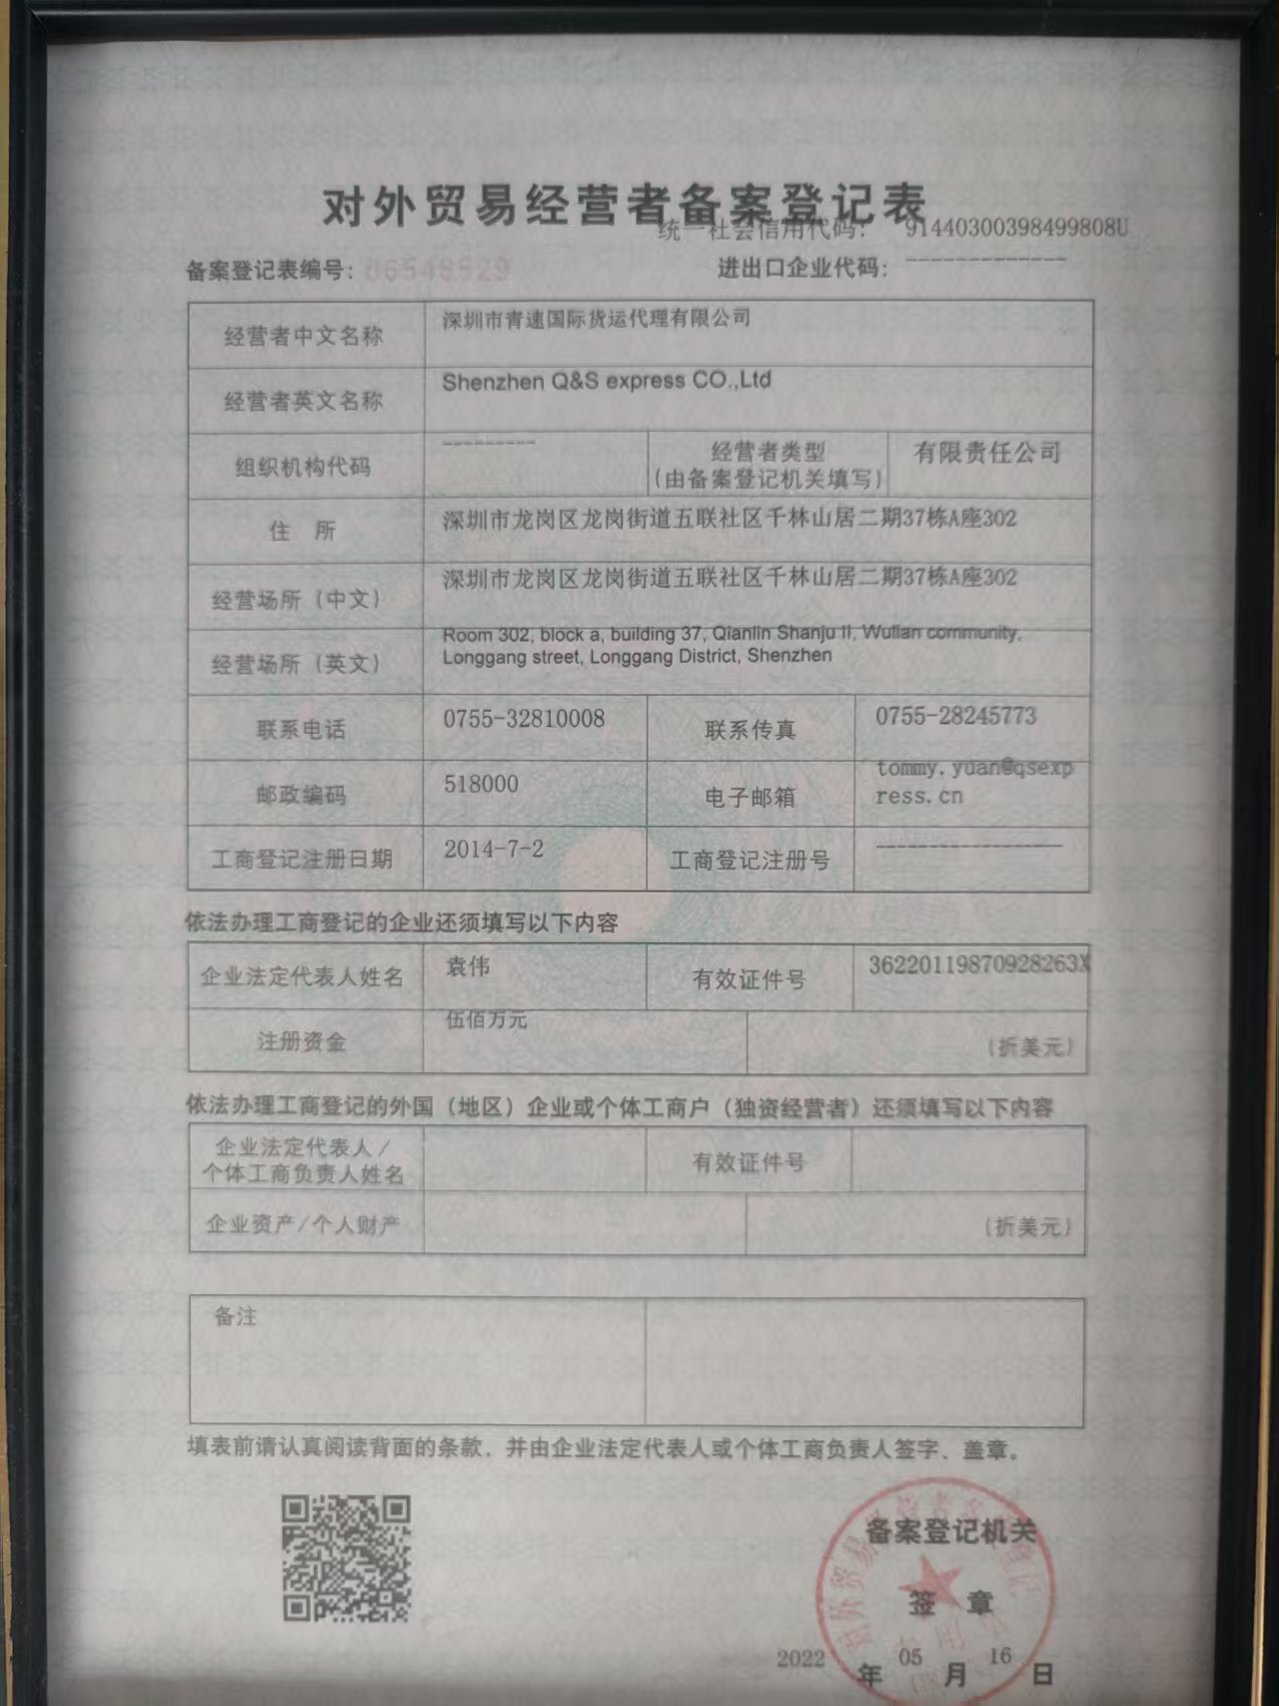 对外贸易经营者备案登记表
统一社会信用代码： 91440300398499808U
备案登记表编号： 06548529
进出口企业代码： -------------
经营者中文名称 深圳市青速国际货运代理有限公司
经营者英文名称 Shenzhen Q&S express CO.,Ltd
组织机构代码 --------- 经营者类型
(由备案登记机关填写) 有限责任公司
住 所 深圳市龙岗区龙岗街道五联社区千林山居二期37栋A座302
经营场所（中文） 深圳市龙岗区龙岗街道五联社区千林山居二期37栋A座302
经营场所（英文） Room 302, block a, building 37, Qianlin Shanju II, Wulian community,
Longgang street, Longgang District, Shenzhen
联系电话 0755-32810008 联系传真 0755-28245773
邮政编码 518000 电子邮箱 tommy.yuan@qsexp
ress.cn
工商登记注册日期 2014-7-2 工商登记注册号 ------------------
依法办理工商登记的企业还须填写以下内容
企业法定代表人姓名 袁伟 有效证件号 36220119870928263X
注册资金 伍佰万元 (折美元)
依法办理工商登记的外国（地区）企业或个体工商户（独资经营者）还须填写以下内容
企业法定代表人/
个体工商负责人姓名 有效证件号
企业资产/个人财产 (折美元)
备注
填表前请认真阅读背面的条款，并由企业法定代表人或个体工商负责人签字、盖章。
备案登记机关
签 章
2022 年 05 月 16 日